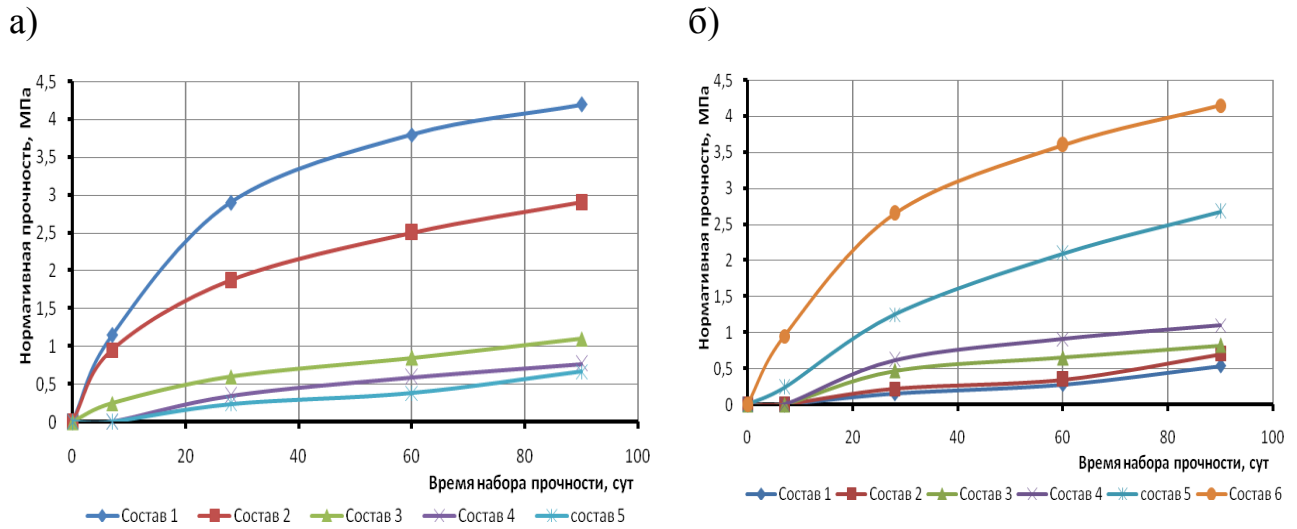 а)
Нормативная прочность, МПа
4,5
4
3,5
3
2,5
2
1,5
1
0,5
0
0 20 40 60 80 100
Время набора прочности, сут
Состав 1 Состав 2 Состав 3 Состав 4 состав 5
б)
Нормативная прочность, МПа
4,5
4
3,5
3
2,5
2
1,5
1
0,5
0
0 20 40 60 80 100
Время набора прочности, сут
Состав 1 Состав 2 Состав 3 Состав 4 состав 5 Состав 6